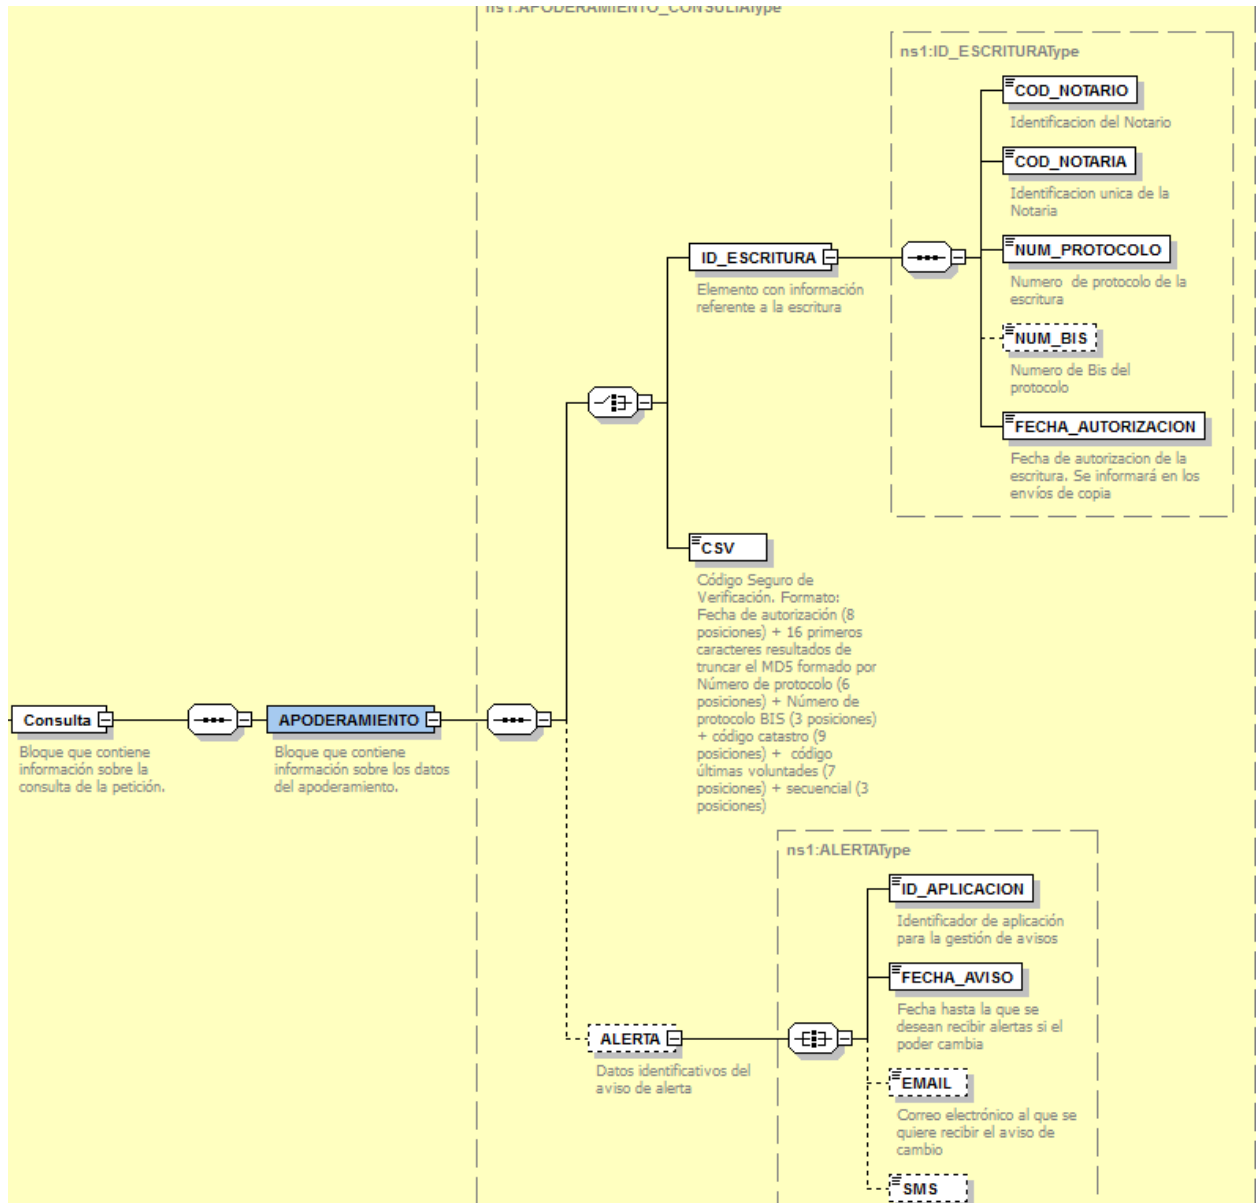 ns1:APODERAMIENTO_CONSULTAType
ns1:ID_ESCRITURAType
COD_NOTARIO
Identificacion del Notario
COD_NOTARIA
Identificacion unica de la
Notaria
ID_ESCRITURA
Elemento con información
referente a la escritura
NUM_PROTOCOLO
Numero de protocolo de la
escritura
NUM_BIS
Numero de Bis del
protocolo
FECHA_AUTORIZACION
Fecha de autorizacion de la
escritura. Se informará en los
envíos de copia
CSV
Código Seguro de
Verificación. Formato:
Fecha de autorización (8
posiciones) + 16 primeros
caracteres resultados de
truncar el MD5 formado por
Número de protocolo (6
posiciones) + Número de
protocolo BIS (3 posiciones)
+ código catastro (9
posiciones) + código
últimas voluntades (7
posiciones) + secuencial (3
posiciones)
Consulta
Bloque que contiene
información sobre la
consulta de la petición.
APODERAMIENTO
Bloque que contiene
información sobre los datos
del apoderamiento.
ns1:ALERTAType
ID_APLICACION
Identificador de aplicación
para la gestión de avisos
FECHA_AVISO
Fecha hasta la que se
desean recibir alertas si el
poder cambia
ALERTA
Datos identificativos del
aviso de alerta
EMAIL
Correo electrónico al que se
quiere recibir el aviso de
cambio
SMS